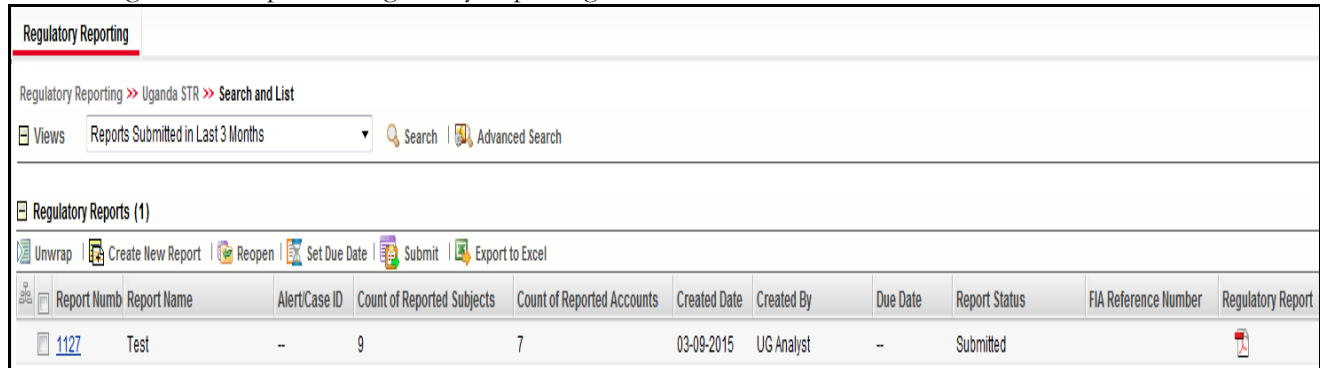 Regulatory Reporting
Regulatory Reporting >> Uganda STR >> Search and List
Views Reports Submitted in Last 3 Months Search | Advanced Search
Regulatory Reports (1)
Unwrap | Create New Report | Reopen | Set Due Date | Submit | Export to Excel
Report Numb Report Name Alert/Case ID Count of Reported Subjects Count of Reported Accounts Created Date Created By Due Date Report Status FIA Reference Number Regulatory Report
1127 Test -- 9 7 03-09-2015 UG Analyst -- Submitted